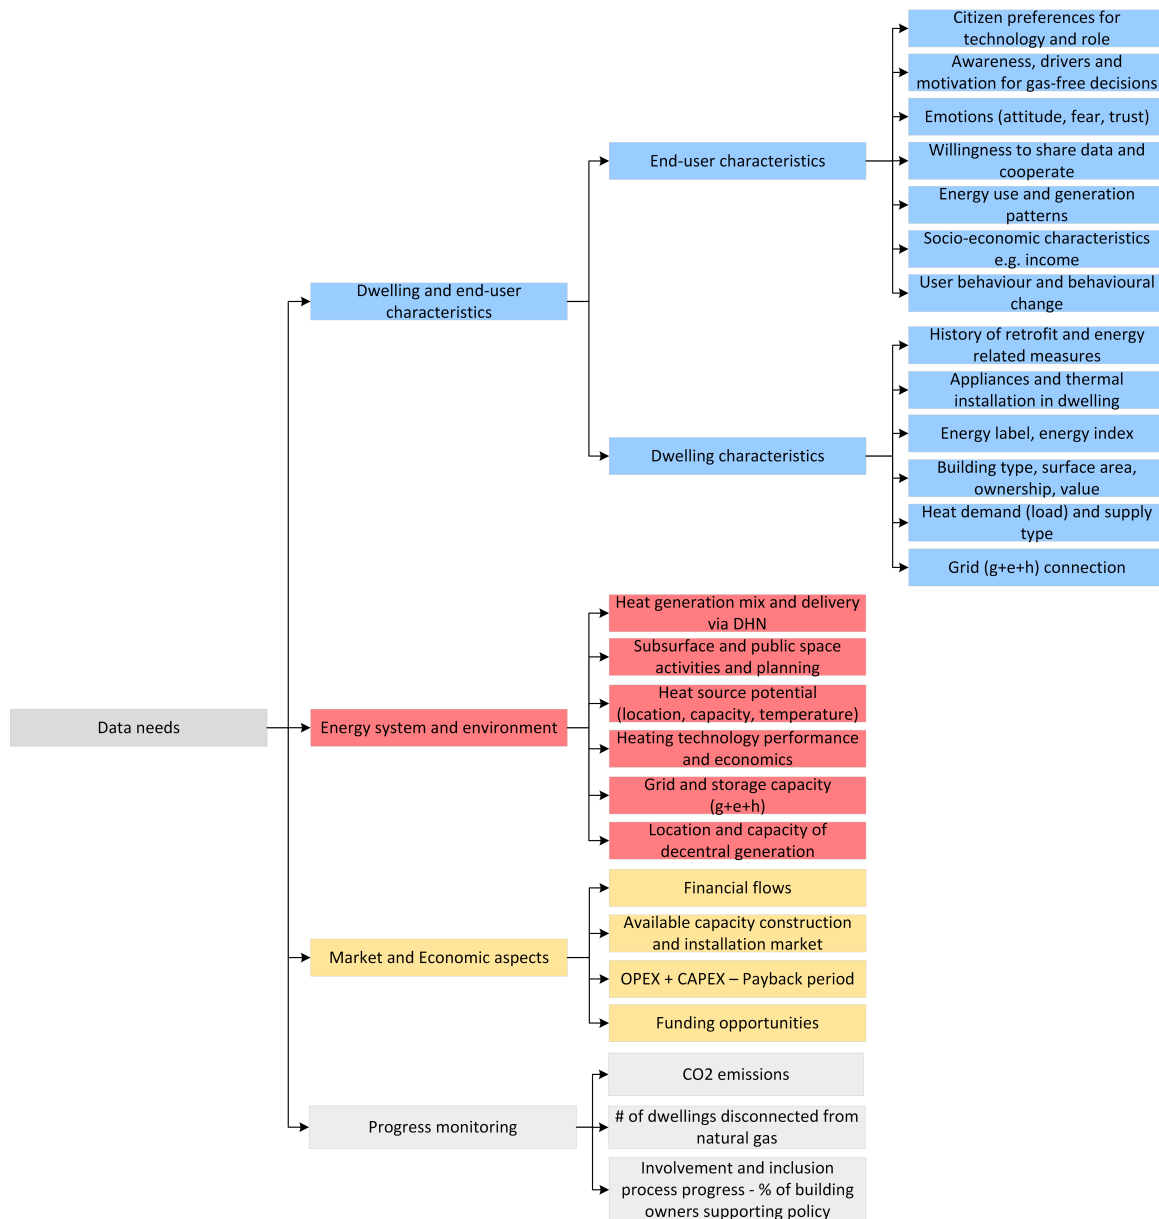 Citizen preferences for
technology and role
Awareness, drivers and
motivation for gas-free decisions
Emotions (attitude, fear, trust)
End-user characteristics
Willingness to share data and
cooperate
Energy use and generation
patterns
Socio-economic characteristics
e.g. income
Dwelling and end-user
characteristics
User behaviour and behavioural
change
History of retrofit and energy
related measures
Appliances and thermal
installation in dwelling
Energy label, energy index
Dwelling characteristics
Building type, surface area,
ownership, value
Heat demand (load) and supply
type
Grid (g+e+h) connection
Heat generation mix and delivery
via DHN
Subsurface and public space
activities and planning
Heat source potential
(location, capacity, temperature)
Data needs
Energy system and environment
Heating technology performance
and economics
Grid and storage capacity
(g+e+h)
Location and capacity of
decentral generation
Financial flows
Available capacity construction
and installation market
Market and Economic aspects
OPEX + CAPEX – Payback period
Funding opportunities
CO2 emissions
Progress monitoring
# of dwellings disconnected from
natural gas
Involvement and inclusion
process progress - % of building
owners supporting policy